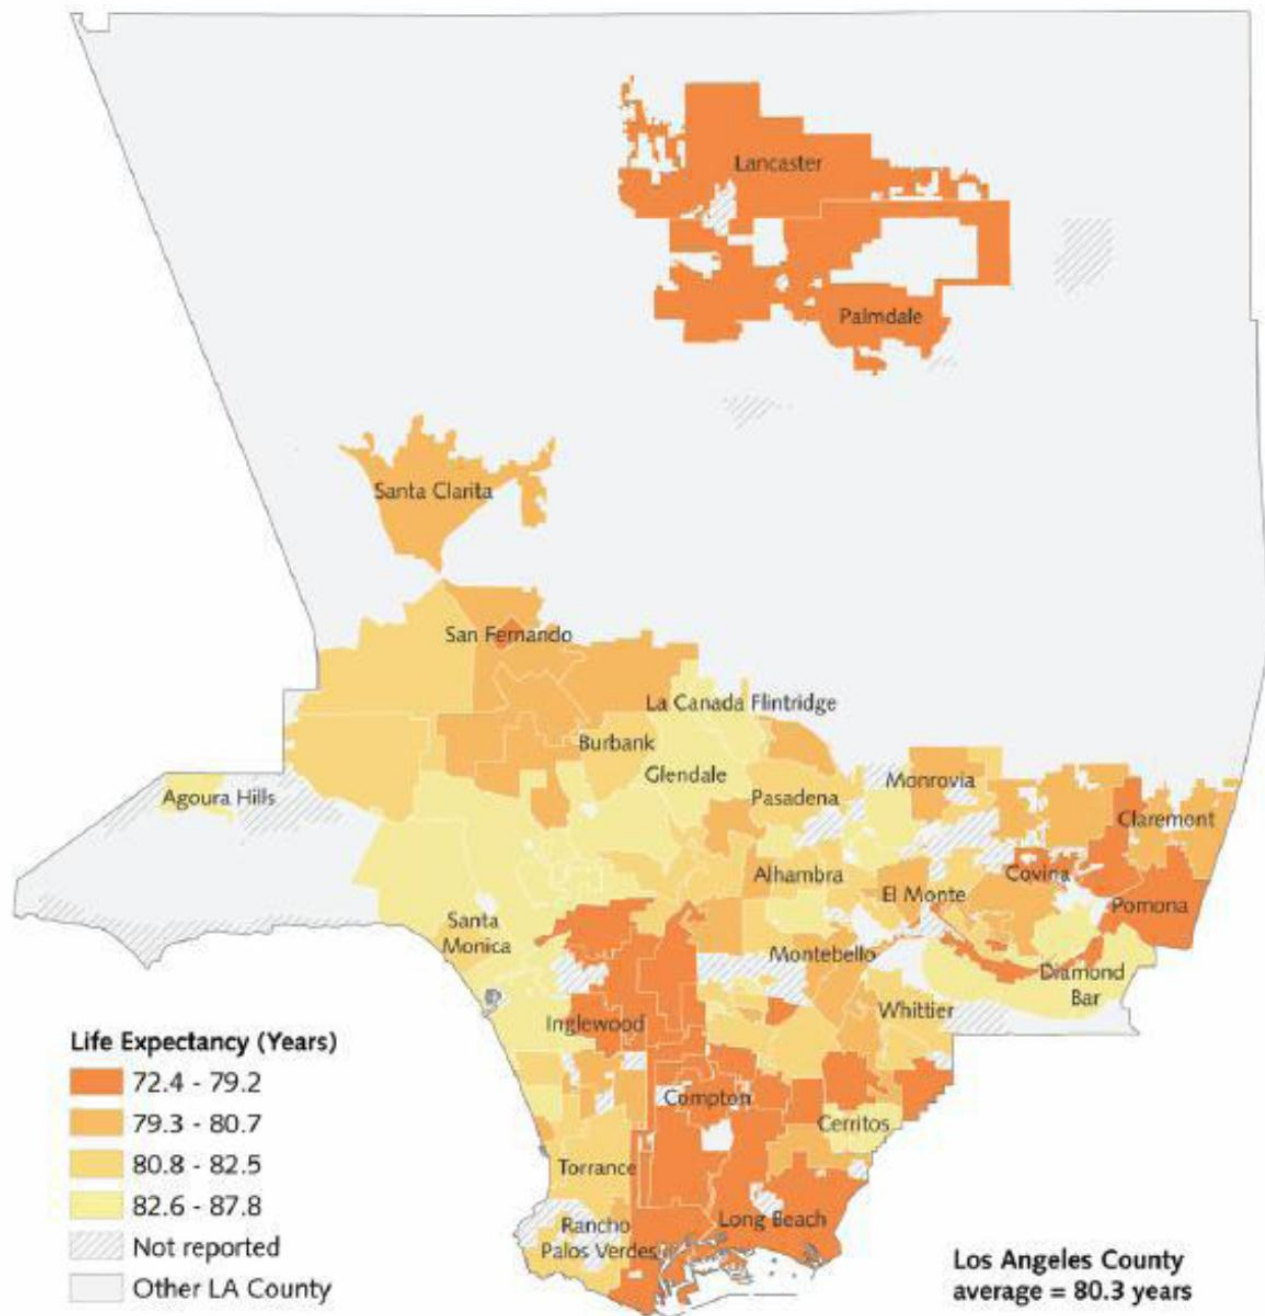 Lancaster
Palmdale
Santa Clarita
San Fernando
La Canada Flintridge
Burbank
Glendale
Agoura Hills
Pasadena
Monrovia
Claremont
Alhambra
El Monte
Covina
Pomona
Santa
Monica
Montebello
Diamond
Bar
Whittier
Inglewood
Compton
Cerritos
Torrance
Rancho
Palos Verdes
Long Beach
Life Expectancy (Years)
72.4 - 79.2
79.3 - 80.7
80.8 - 82.5
82.6 - 87.8
Not reported
Other LA County
Los Angeles County
average = 80.3 years